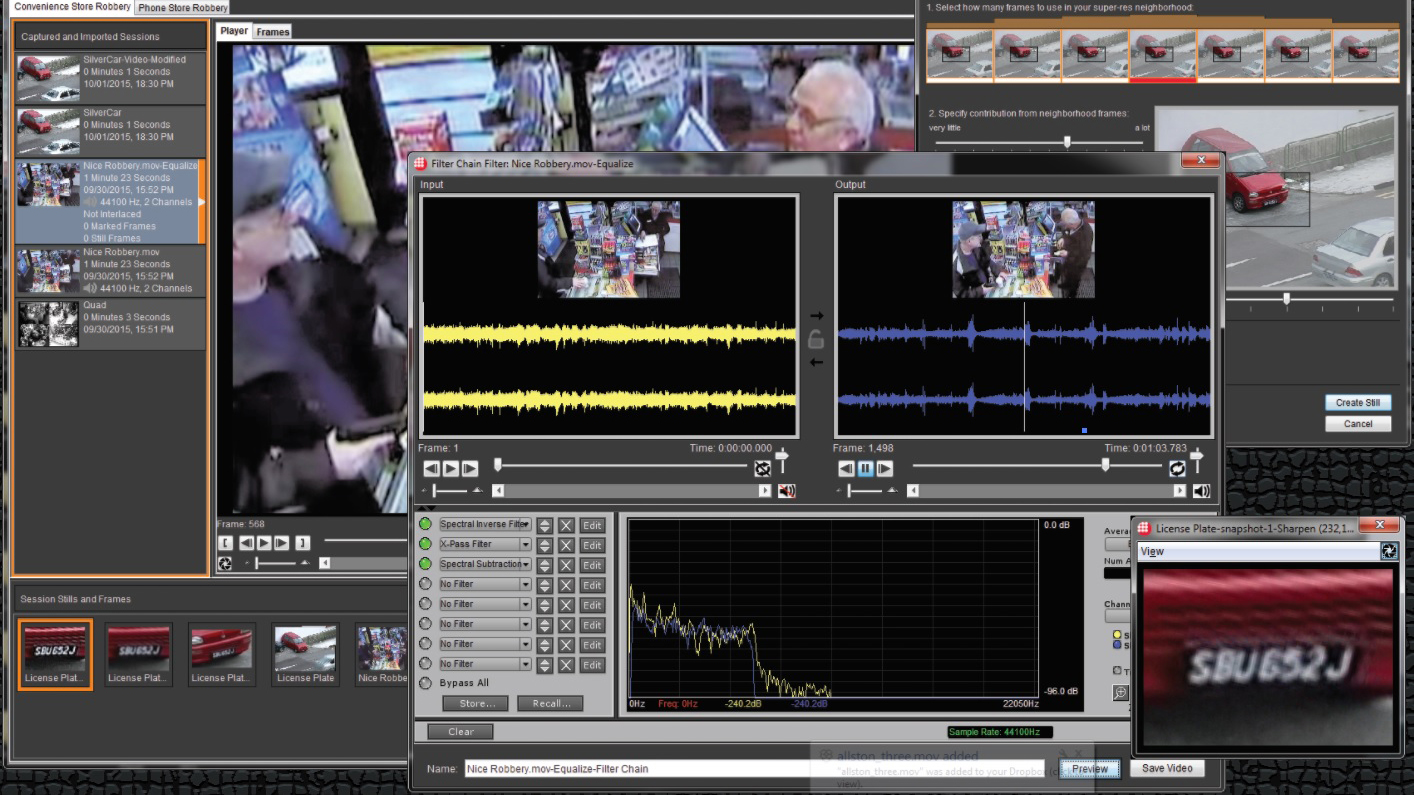 Convenience Store Robbery
Phone Store Robbery
Captured and Imported Sessions
SilverCar-Video-Modified
0 Minutes 1 Seconds
10/01/2015, 18:30 PM
SilverCar
0 Minutes 1 Seconds
10/01/2015, 18:30 PM
Nice Robbery.mov-Equalize
1 Minute 23 Seconds
09/30/2015, 15:52 PM
44100 Hz, 2 Channels
Not Interlaced
0 Marked Frames
0 Still Frames
Nice Robbery.mov
1 Minute 23 Seconds
09/30/2015, 15:52 PM
44100 Hz, 2 Channels
Quad
0 Minutes 3 Seconds
09/30/2015, 15:51 PM
Player
Frames
Frame: 568
Session Stills and Frames
SBU652J
SBU652J
License Plat...
License Plat...
License Plat...
License Plate
Nice Robbe
1. Select how many frames to use in your super-res neighborhood:
2. Specify contribution from neighborhood frames:
very little
a lot
Create Still
Cancel
Filter Chain Filter: Nice Robbery.mov-Equalize
Input
Output
Frame: 1
Time: 0:00:00.000
Frame: 1,498
Time: 0:01:03.783
Spectral Inverse Filter
Edit
X-Pass Filter
Edit
Spectral Subtraction
Edit
No Filter
Edit
No Filter
Edit
No Filter
Edit
No Filter
Edit
No Filter
Edit
Bypass All
Store...
Recall...
0.0 dB
-96.0 dB
0Hz
Freq: 0Hz
-240.2dB
-240.2dB
22050Hz
Avera
Num A
Chann
Clear
Sample Rate: 44100Hz
Name:
Nice Robbery.mov-Equalize-Filter Chain
allston_three.mov added
"allston_three.mov" was added to your Dropbox
view).
Preview
Save Video
License Plate-snapshot-1-Sharpen (232,1...
View
SBU652J